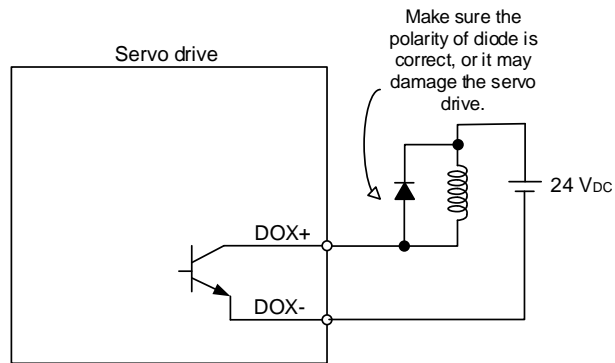 Make sure the
polarity of diode is
correct, or it may
damage the servo
drive.
Servo drive
24 VDC
DOX+
DOX-